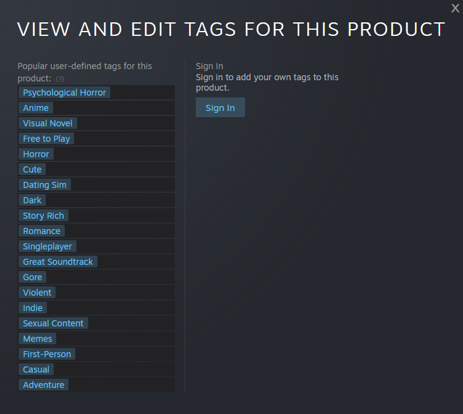 X
VIEW AND EDIT TAGS FOR THIS PRODUCT
Popular user-defined tags for this
product: (?)
Psychological Horror
Anime
Visual Novel
Free to Play
Horror
Cute
Dating Sim
Dark
Story Rich
Romance
Singleplayer
Great Soundtrack
Gore
Violent
Indie
Sexual Content
Memes
First-Person
Casual
Adventure
Sign In
Sign in to add your own tags to this
product.
Sign In